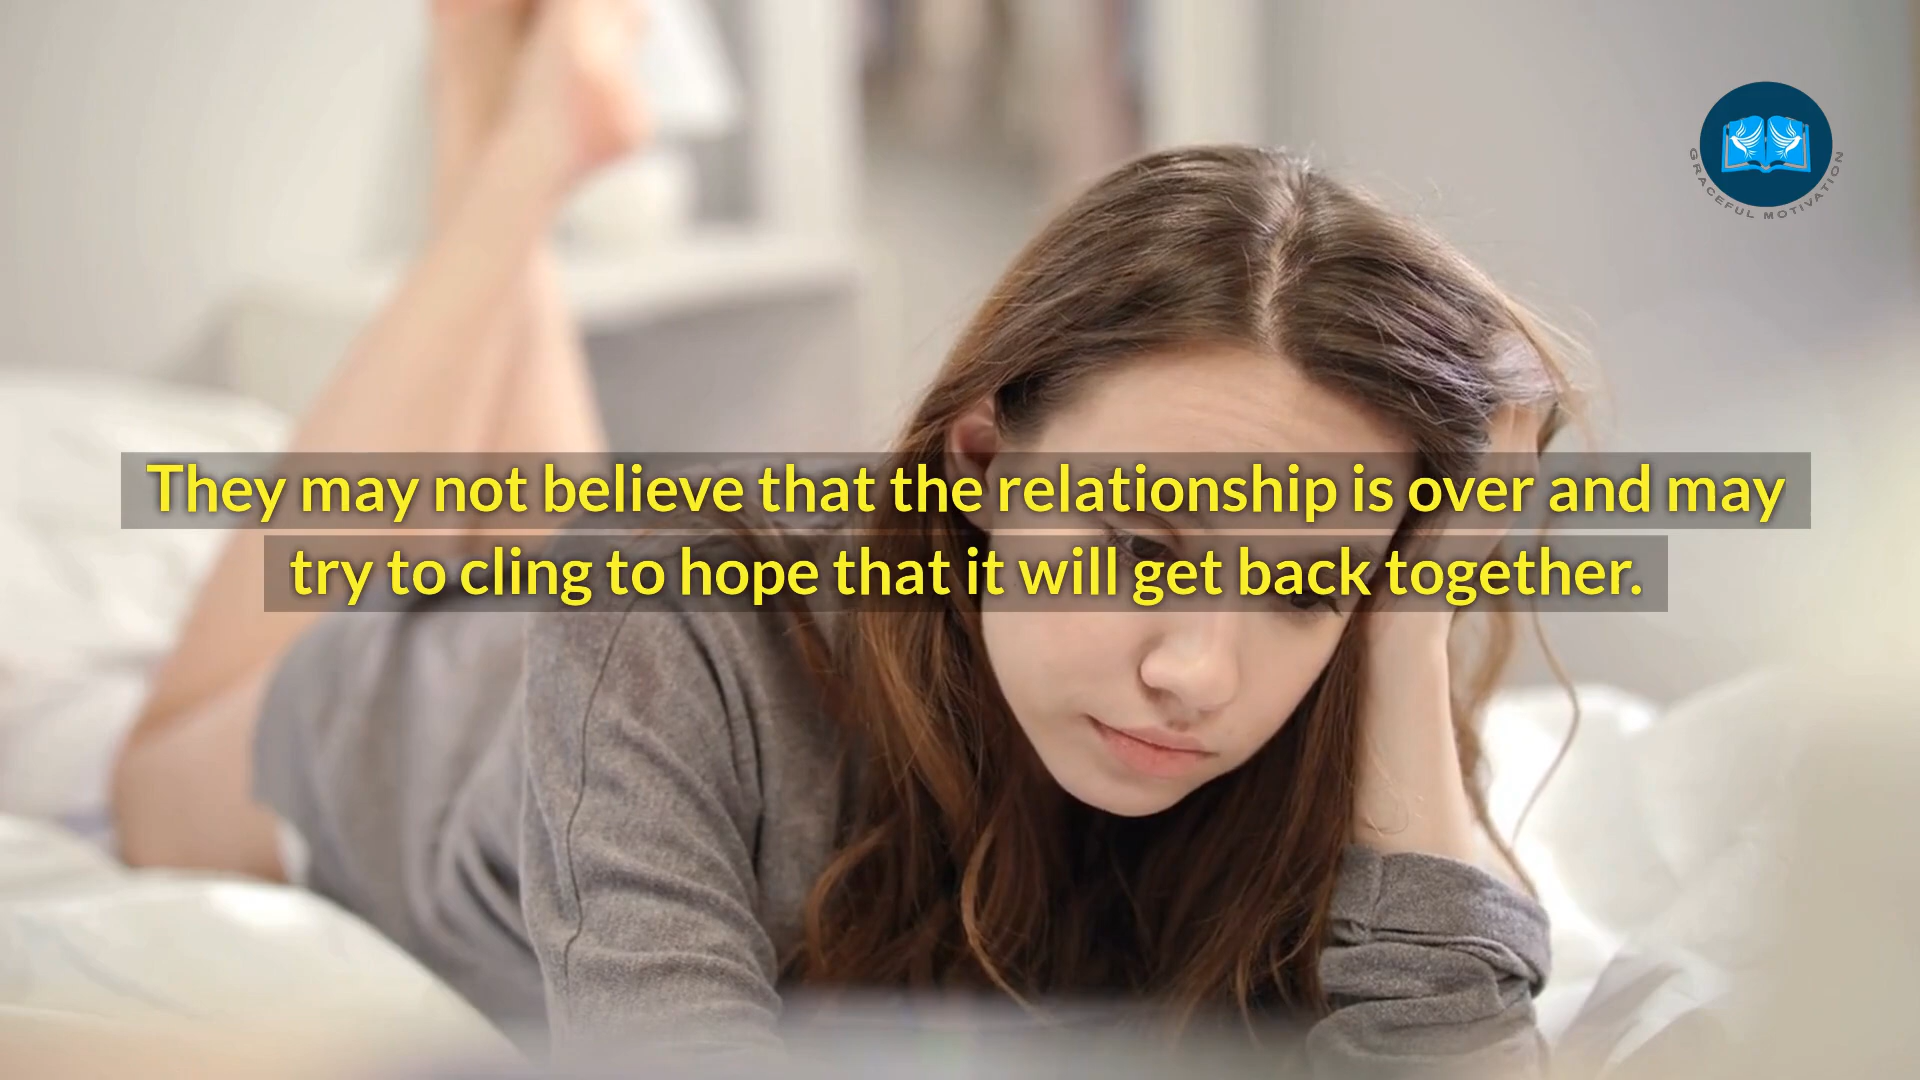 GRACEFUL MOTIVATION
They may not believe that the relationship is over and may
try to cling to hope that it will get back together.